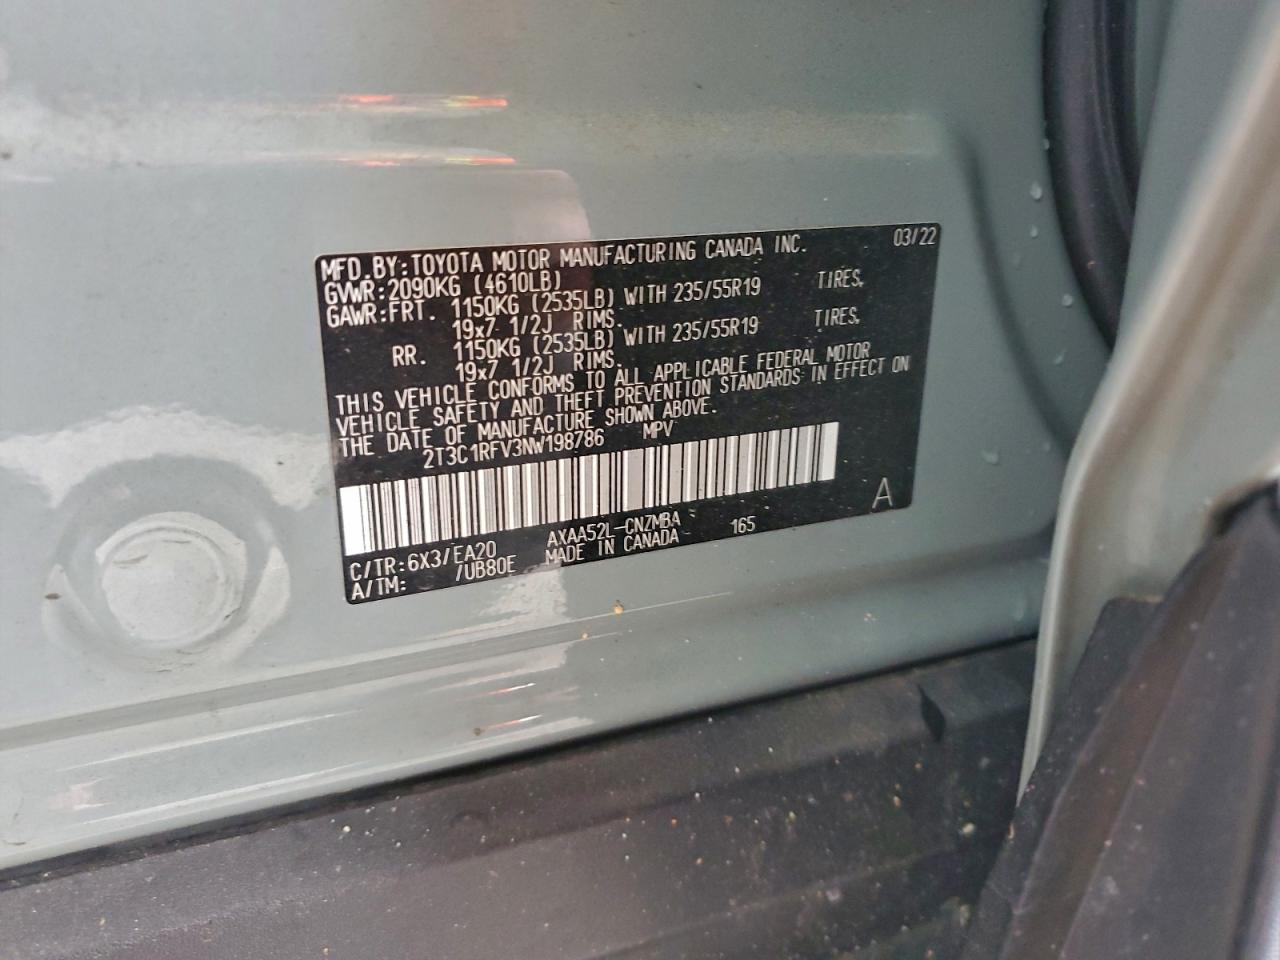 MFD.BY:TOYOTA MOTOR MANUFACTURING CANADA INC. 03/22
GVWR:2090KG (4610LB)
GAWR:FRT. 1150KG (2535LB) WITH 235/55R19 TIRES,
19x7 1/2J RIMS.
RR. 1150KG (2535LB) WITH 235/55R19 TIRES,
19x7 1/2J RIMS.
THIS VEHICLE CONFORMS TO ALL APPLICABLE FEDERAL MOTOR
VEHICLE SAFETY AND THEFT PREVENTION STANDARDS IN EFFECT ON
THE DATE OF MANUFACTURE SHOWN ABOVE.
2T3C1RFV3NW198786 MPV
A
C/TR:6X3/EA20 AXAA52L-CNZMBA 165
A/TM: /UB80E MADE IN CANADA